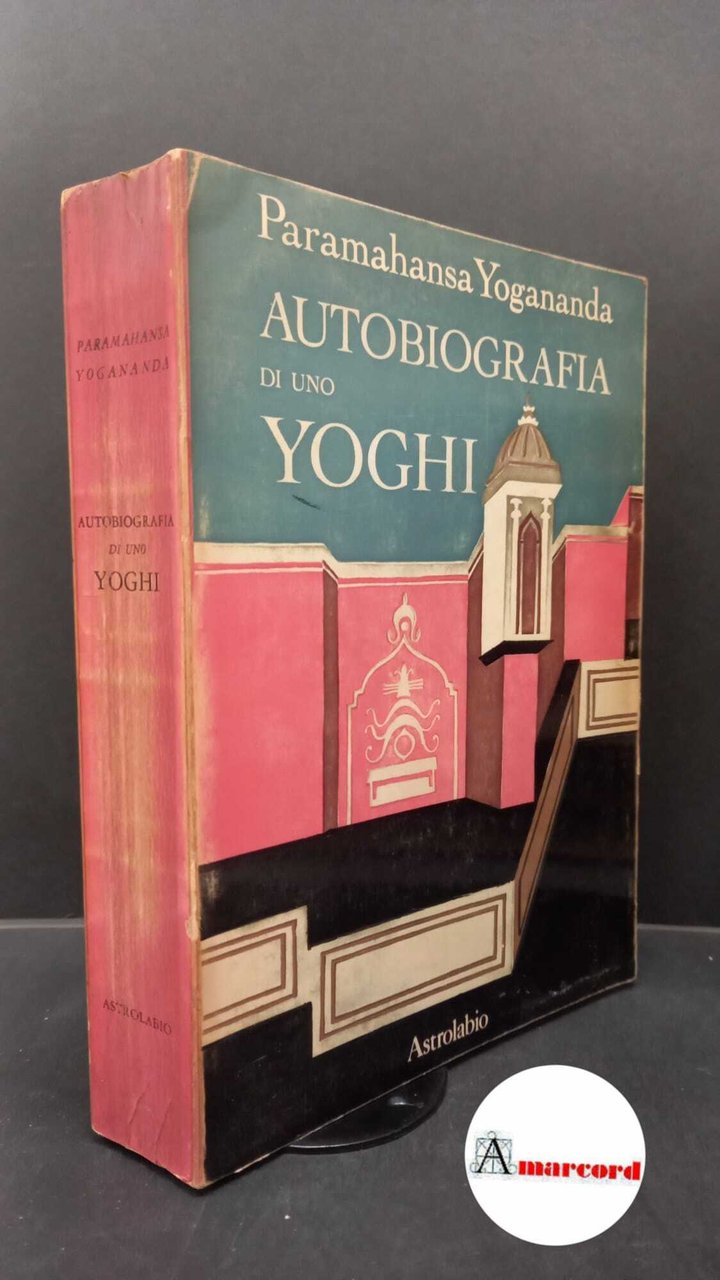 PARAMAHANSA
YOGANANDA
AUTOBIOGRAFIA
DI UNO
YOGHI
ASTROLABIO
Paramahansa Yogananda
AUTOBIOGRAFIA
DI UNO
YOGHI
Astrolabio
Amarcord